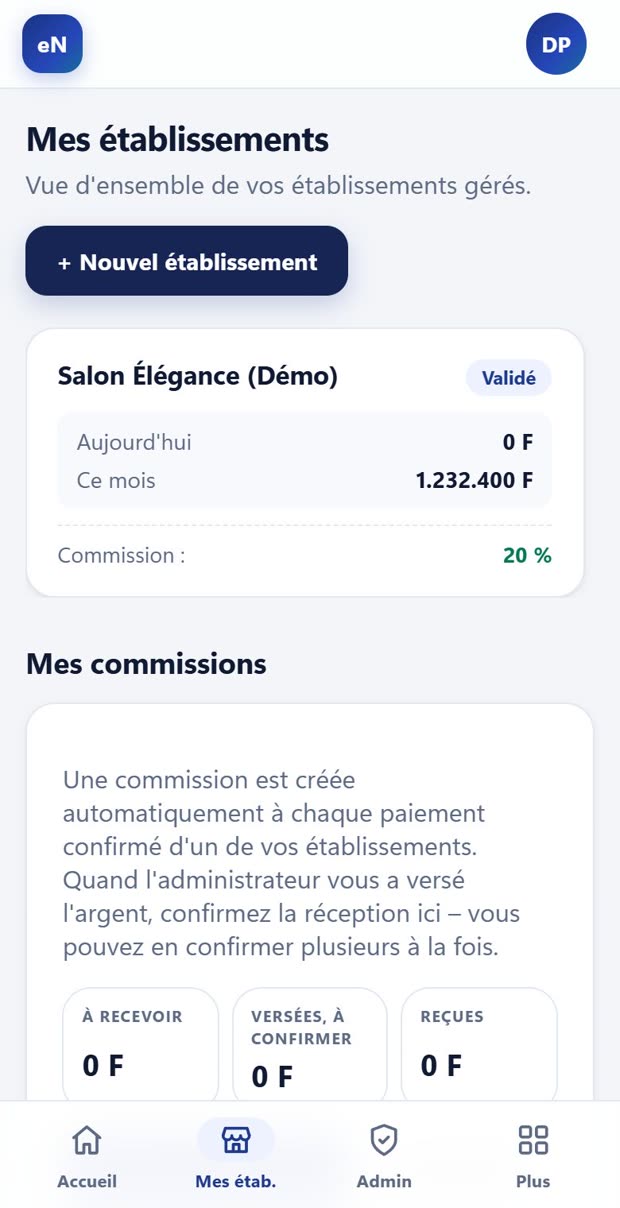 eN
DP
Mes établissements
Vue d'ensemble de vos établissements gérés.
+ Nouvel établissement
Salon Élégance (Démo)
Validé
Aujourd'hui
0 F
Ce mois
1.232.400 F
Commission :
20 %
Mes commissions
Une commission est créée
automatiquement à chaque paiement
confirmé d'un de vos établissements.
Quand l'administrateur vous a versé
l'argent, confirmez la réception ici – vous
pouvez en confirmer plusieurs à la fois.
À RECEVOIR
0 F
VERSÉES, À
CONFIRMER
0 F
REÇUES
0 F
Accueil
Mes étab.
Admin
Plus